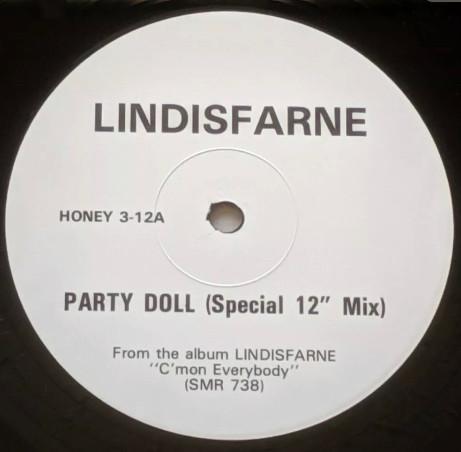 LINDISFARNE
HONEY 3-12A
PARTY DOLL (Special 12" Mix)
From the album LINDISFARNE
''C'mon Everybody''
(SMR 738)